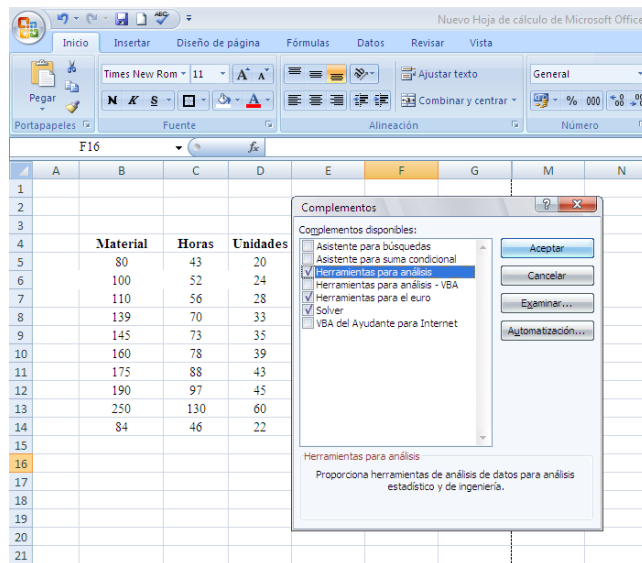 Nuevo Hoja de cálculo de Microsoft Office
Inicio Insertar Diseño de página Fórmulas Datos Revisar Vista
Pegar
Times New Rom 11 A A
N K S A
Ajustar texto
Combinar y centrar
General
% 000
Portapapeles Fuente Alineación Número
F16 fx
A B C D E F G M N
1
2
3
4 Material Horas Unidades
5 80 43 20
6 100 52 24
7 110 56 28
8 139 70 33
9 145 73 35
10 160 78 39
11 175 88 43
12 190 97 45
13 250 130 60
14 84 46 22
15
16
17
18
19
20
21
Complementos
Complementos disponibles:
Asistente para búsquedas
Asistente para suma condicional
Herramientas para análisis
Herramientas para análisis - VBA
Herramientas para el euro
Solver
VBA del Ayudante para Internet
Aceptar
Cancelar
Examinar...
Automatización...
Herramientas para análisis
Proporciona herramientas de análisis de datos para análisis
estadístico y de ingeniería.